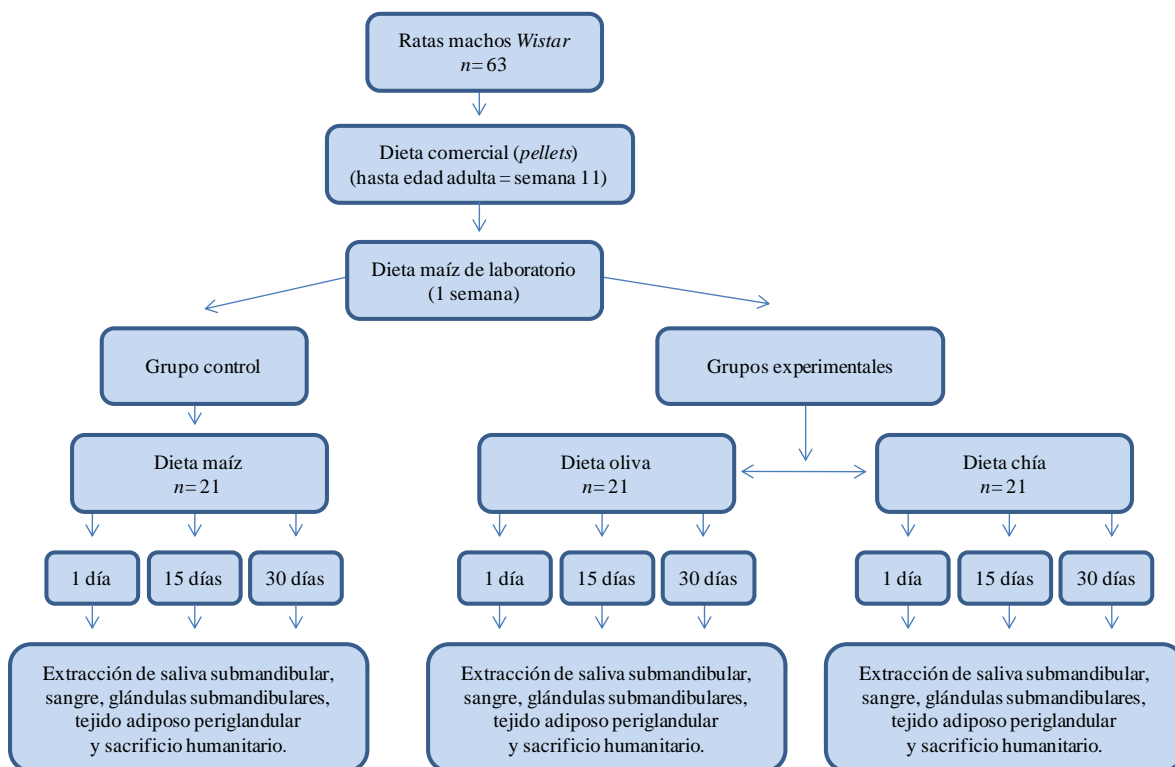 Ratas machos Wistar
n= 63
Dieta comercial (pellets)
(hasta edad adulta = semana 11)
Dieta maíz de laboratorio
(1 semana)
Grupo control
Grupos experimentales
Dieta maíz
n= 21
Dieta oliva
n= 21
Dieta chía
n= 21
1 día
15 días
30 días
1 día
15 días
30 días
1 día
15 días
30 días
Extracción de saliva submandibular,
sangre, glándulas submandibulares,
tejido adiposo periglandular
y sacrificio humanitario.
Extracción de saliva submandibular,
sangre, glándulas submandibulares,
tejido adiposo periglandular
y sacrificio humanitario.
Extracción de saliva submandibular,
sangre, glándulas submandibulares,
tejido adiposo periglandular
y sacrificio humanitario.